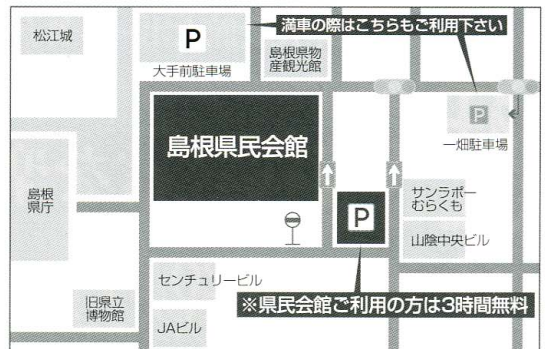 松江城
P
満車の際はこちらもご利用下さい
大手前駐車場
島根県物
産観光館
P
一畑駐車場
島根県民会館
島根
県庁
P
サンラポー
むらくも
山陰中央ビル
センチュリービル
※県民会館ご利用の方は3時間無料
旧県立
博物館
JAビル